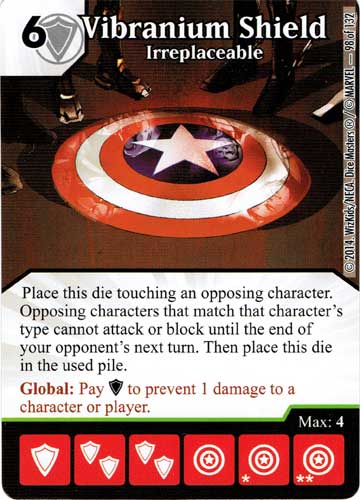 6
Vibranium Shield
Irreplaceable
© 2014 WizKids/NECA. Dice Masters ®/© MARVEL — 98 of 132
Place this die touching an opposing character.
Opposing characters that match that character's
type cannot attack or block until the end of
your opponent's next turn. Then place this die
in the used pile.
Global: Pay to prevent 1 damage to a
character or player.
Max: 4
*
**